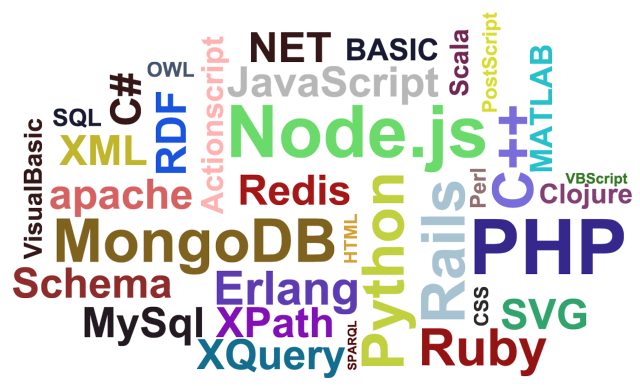 NET
BASIC
Scala
PostScript
OWL
JavaScript
C#
SQL
RDF
Actionscript
Node.js
C++
MATLAB
XML
VisualBasic
apache
Redis
Perl
VBScript
Clojure
MongoDB
HTML
Python
Rails
PHP
Schema
Erlang
CSS
SVG
MySql
XPath
SPARQL
XQuery
Ruby